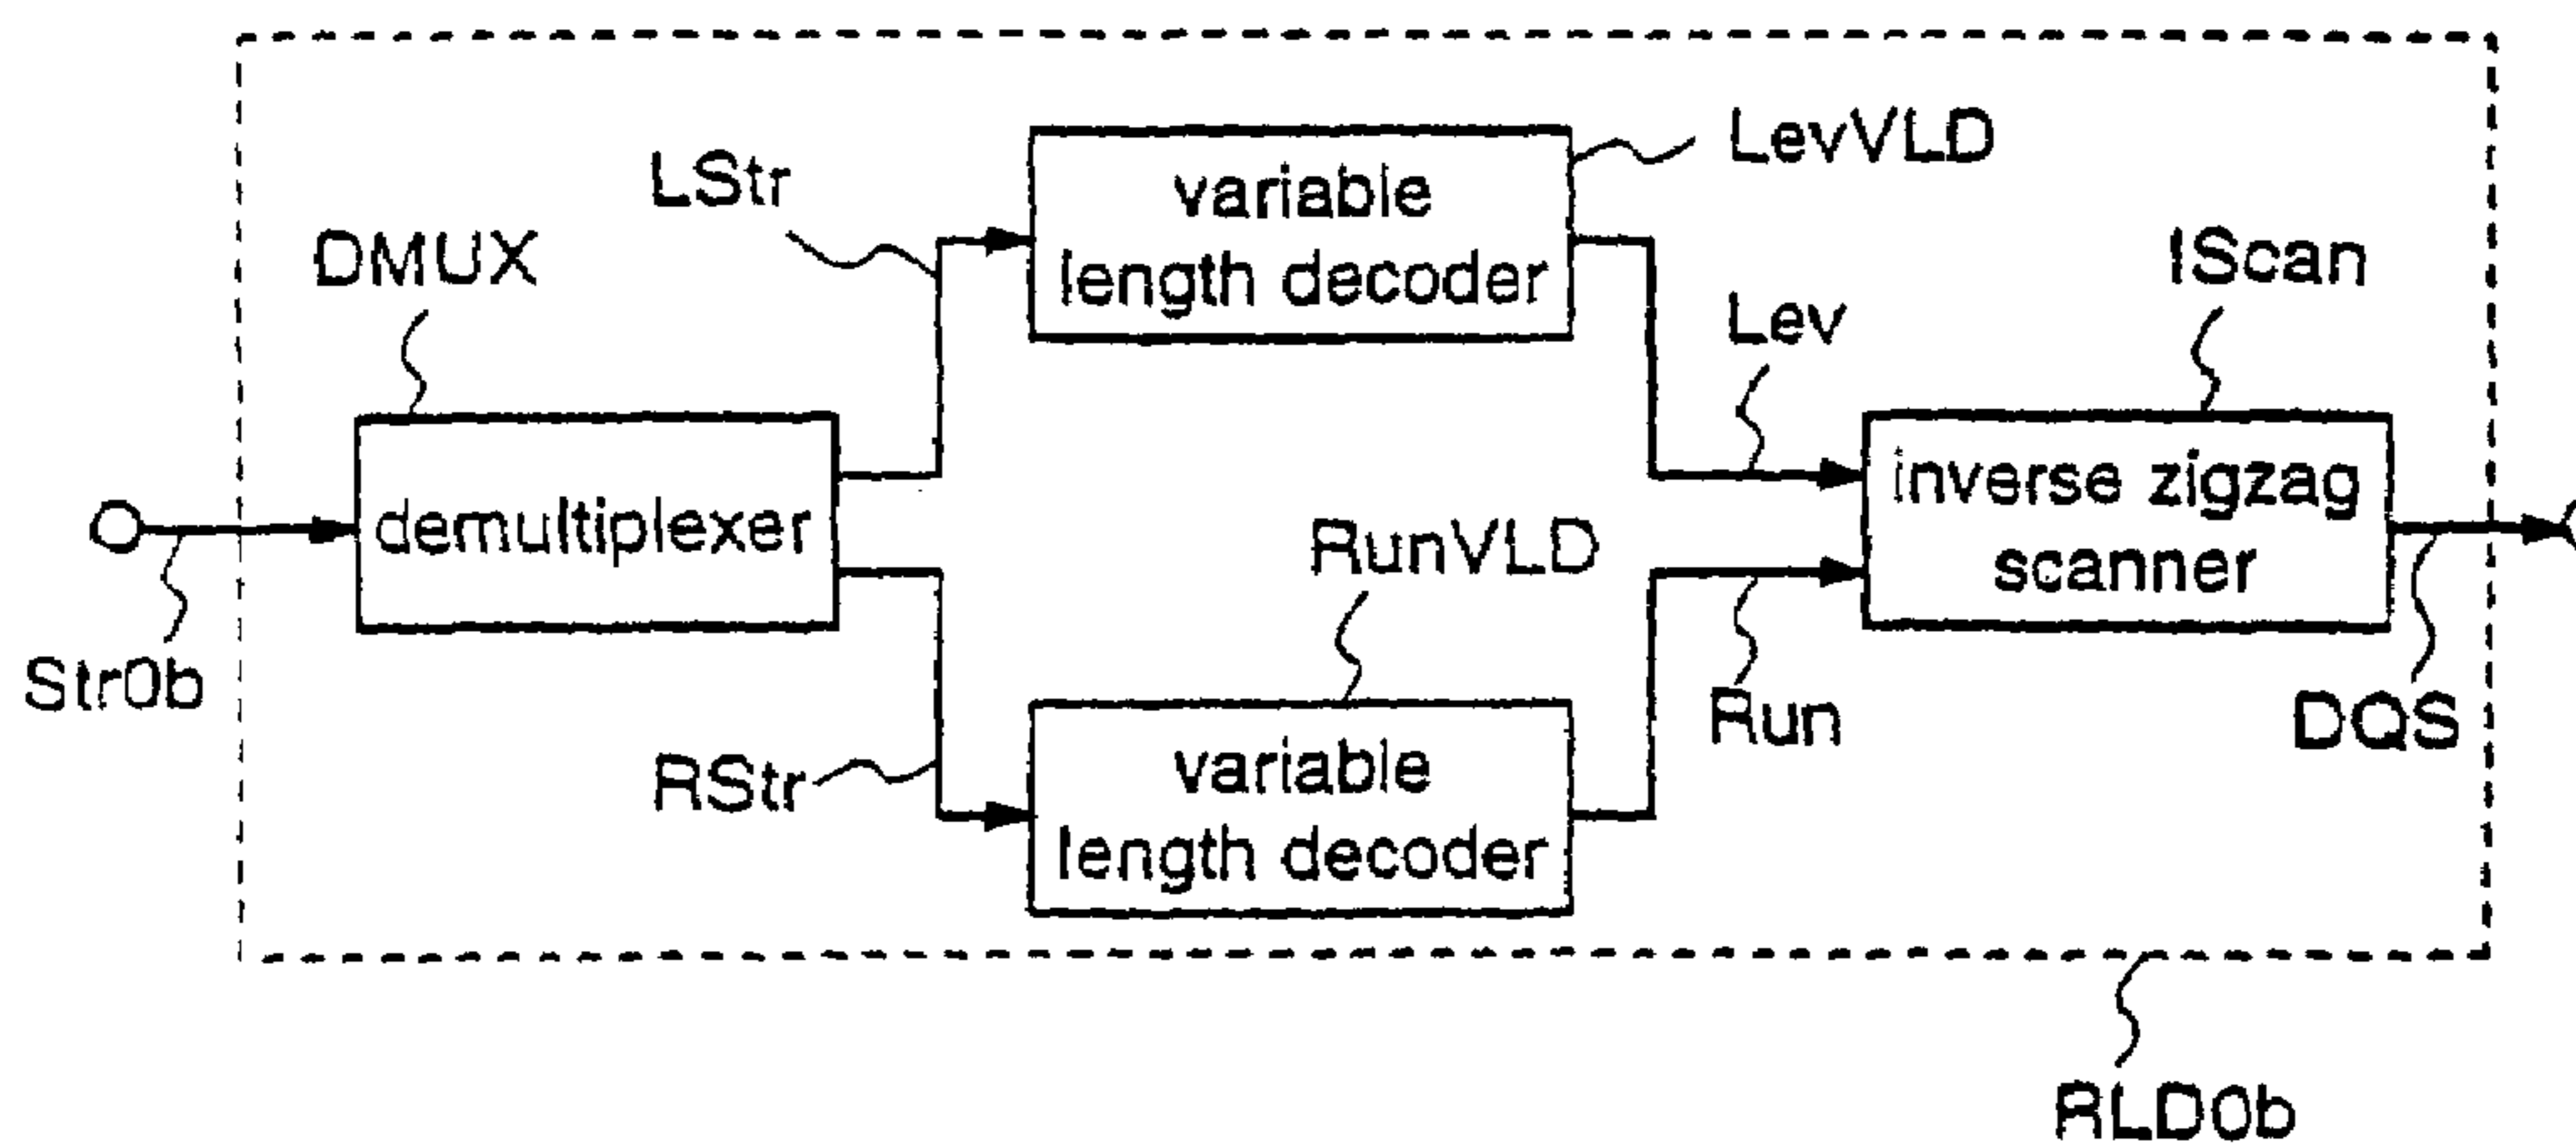 LevVLD
variable
length decoder
LStr
DMUX
IScan
Lev
demultiplexer
inverse zigzag
scanner
RunVLD
Str0b
Run
DQS
RStr
variable
length decoder
RLD0b